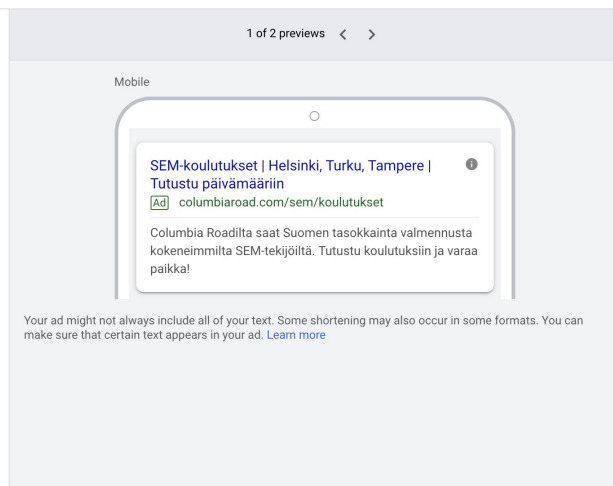 1 of 2 previews
Mobile
SEM-koulutukset | Helsinki, Turku, Tampere |
Tutustu päivämääriin
Ad columbiaroad.com/sem/koulutukset
Columbia Roadilta saat Suomen tasokkainta valmennusta
kokeneimmilta SEM-tekijöiltä. Tutustu koulutuksiin ja varaa
paikka!
Your ad might not always include all of your text. Some shortening may also occur in some formats. You can
make sure that certain text appears in your ad. Learn more